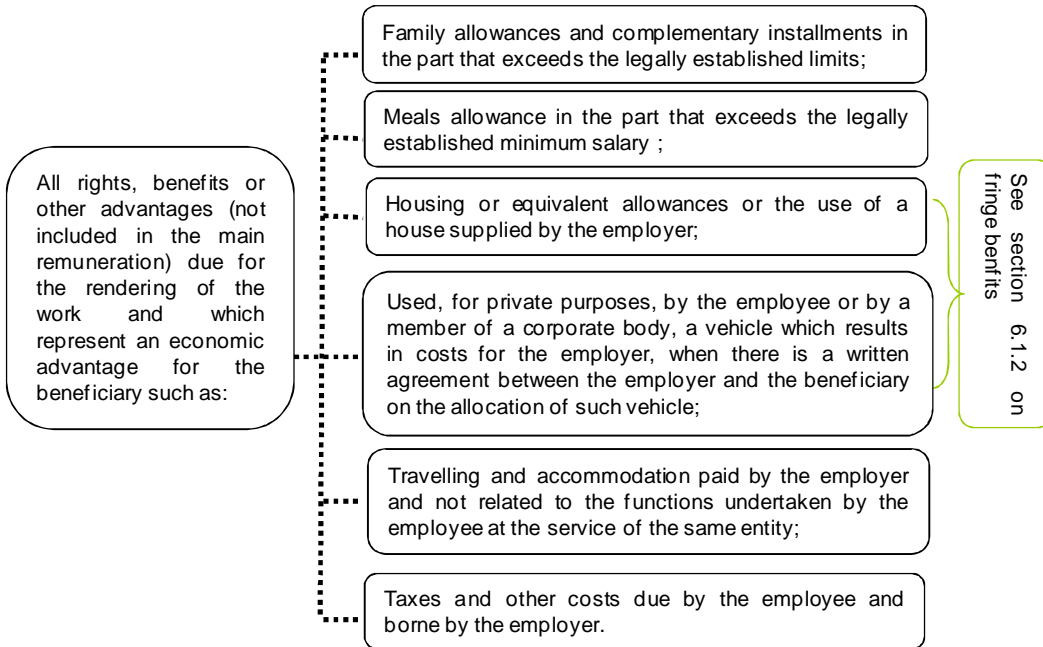 Family allowances and complementary installments in
the part that exceeds the legally established limits;
Meals allowance in the part that exceeds the legally
established minimum salary ;
All rights, benefits or
other advantages (not
included in the main
remuneration) due for
the rendering of the
work and which
represent an economic
advantage for the
beneficiary such as:
Housing or equivalent allowances or the use of a
house supplied by the employer;
Used, for private purposes, by the employee or by a
member of a corporate body, a vehicle which results
in costs for the employer, when there is a written
agreement between the employer and the beneficiary
on the allocation of such vehicle;
See section 6.1.2 on
fringe benfits
Travelling and accommodation paid by the employer
and not related to the functions undertaken by the
employee at the service of the same entity;
Taxes and other costs due by the employee and
borne by the employer.